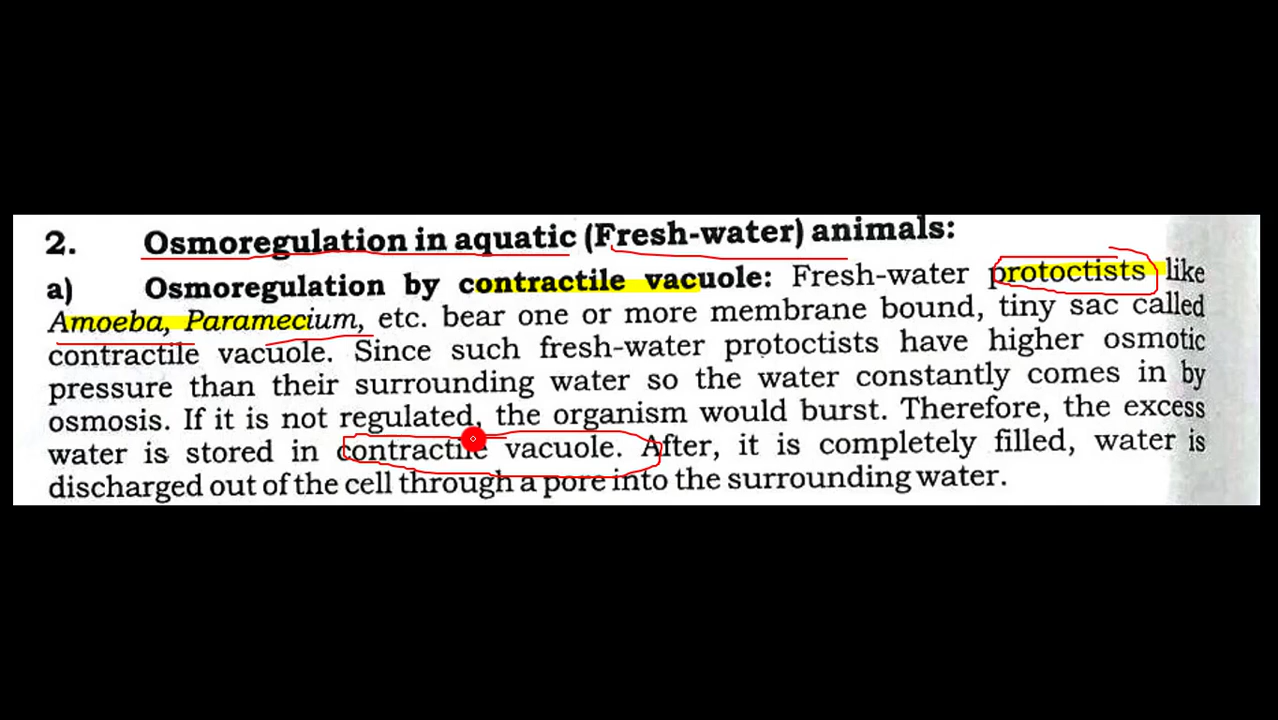 2. Osmoregulation in aquatic (Fresh-water) animals:
a) Osmoregulation by contractile vacuole: Fresh-water protoctists like
Amoeba, Paramecium, etc. bear one or more membrane bound, tiny sac called
contractile vacuole. Since such fresh-water protoctists have higher osmotic
pressure than their surrounding water so the water constantly comes in by
osmosis. If it is not regulated, the organism would burst. Therefore, the excess
water is stored in contractile vacuole. After, it is completely filled, water is
discharged out of the cell through a pore into the surrounding water.